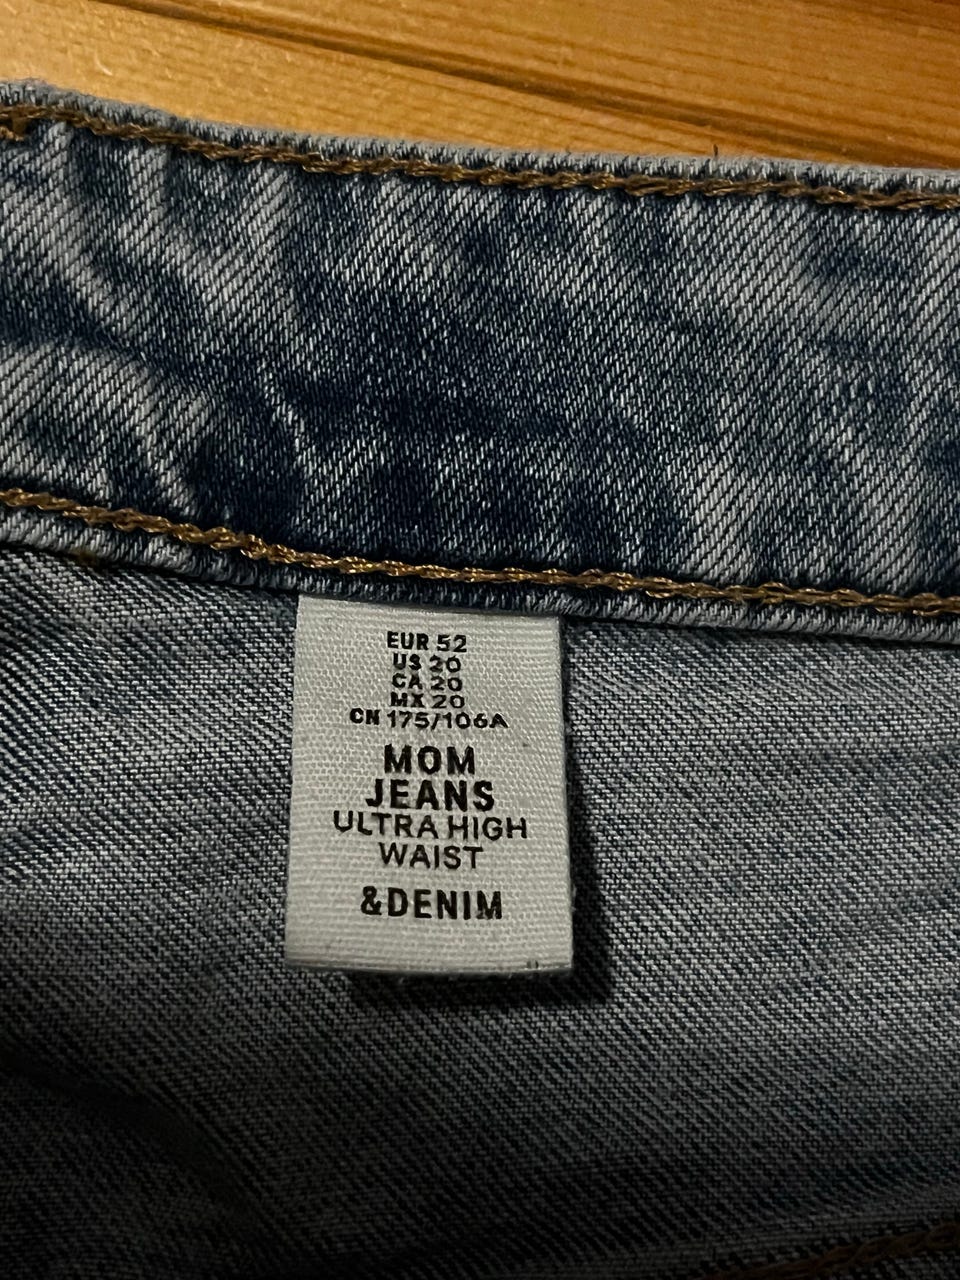 EUR 52
US 20
CA 20
MX 20
CN 175/106A
MOM
JEANS
ULTRA HIGH
WAIST
&DENIM